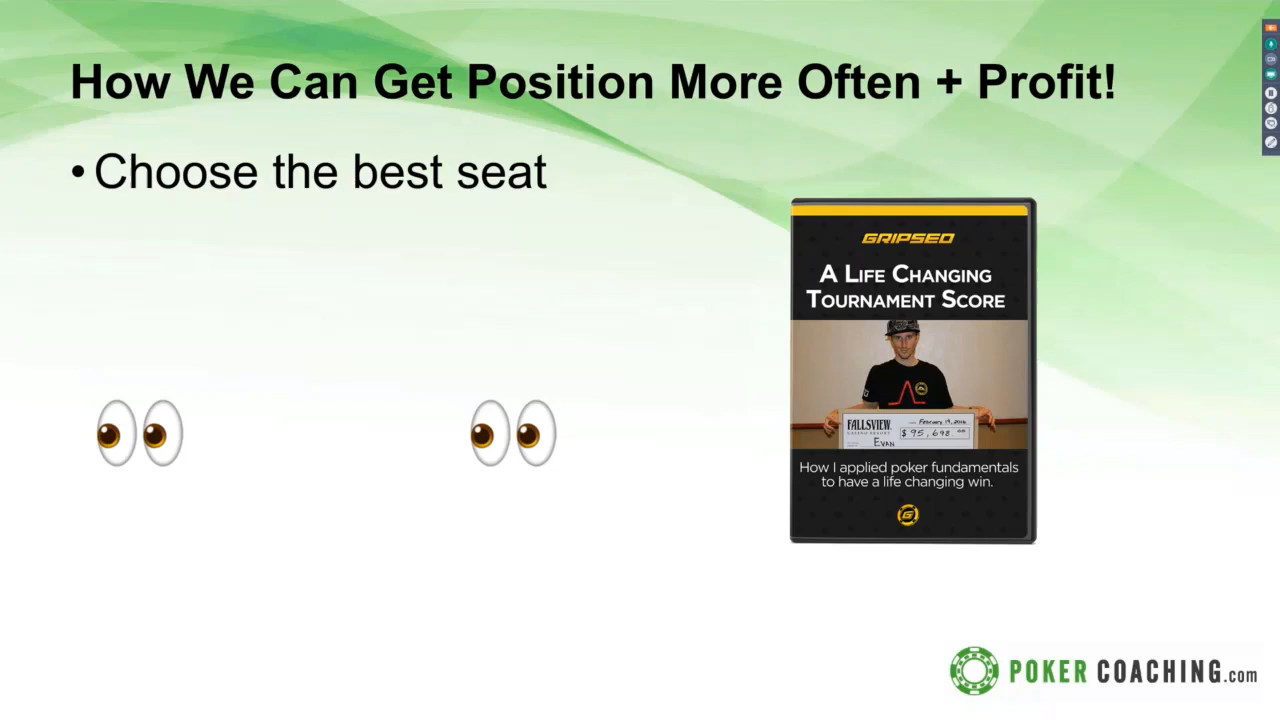 How We Can Get Position More Often + Profit!
• Choose the best seat
GRIPSED
A Life Changing
Tournament Score
FALLSVIEW
February 19, 2016
$95,698.00
Evan
How I applied poker fundamentals
to have a life changing win.
G
POKER COACHING.com